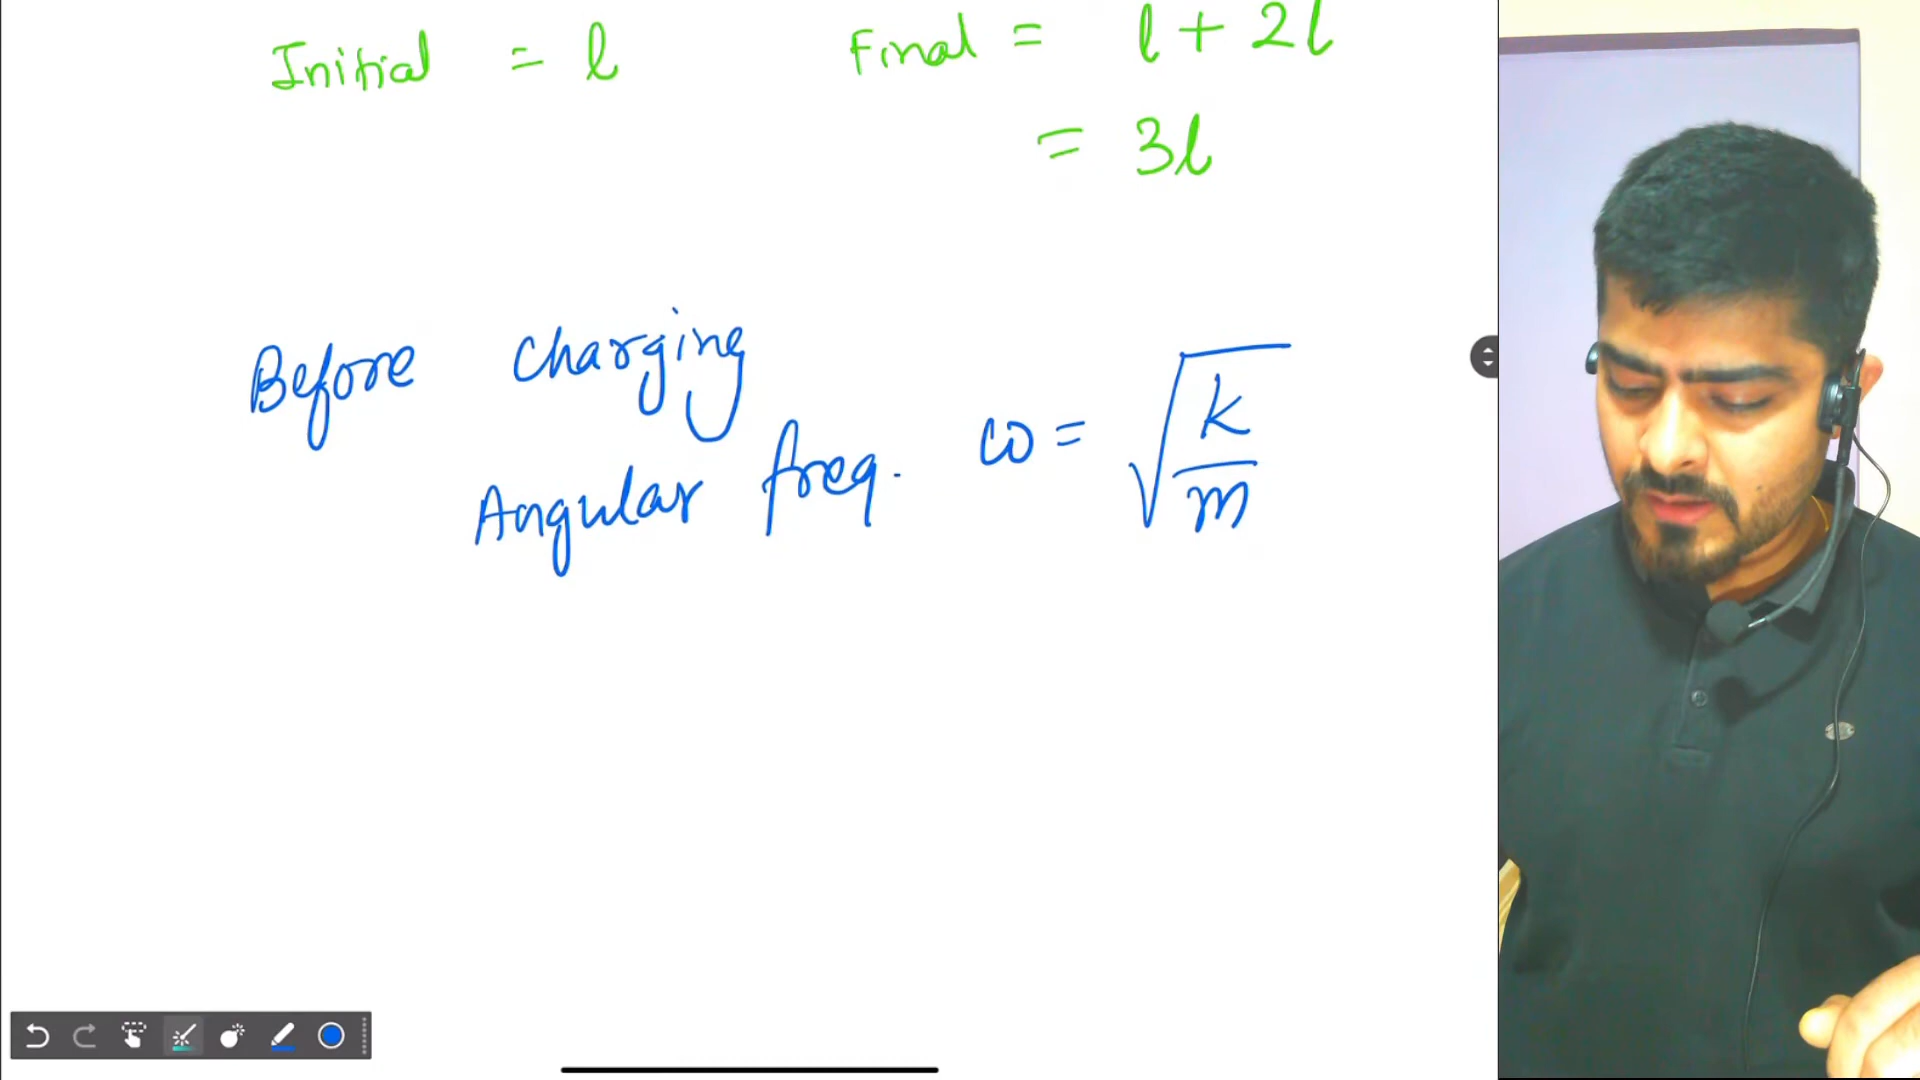 Initial = l Final = l + 2l
= 3l
Before charging
Angular freq. ω = √k/m